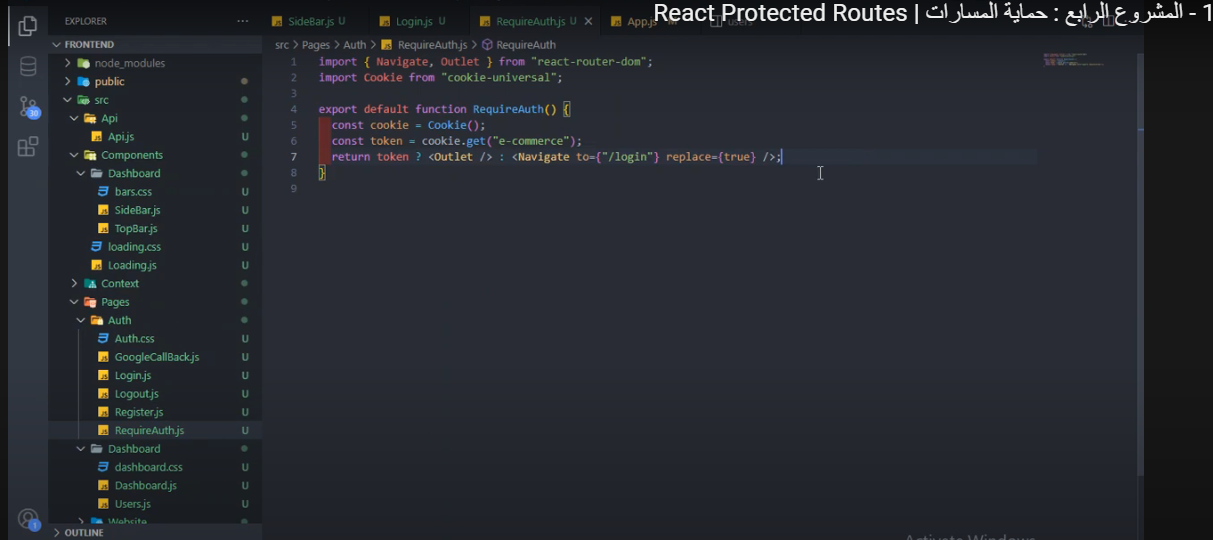 React Protected Routes | المشروع الرابع : حماية المسارات - 1
EXPLORER
···
SideBar.js U
Login.js U
RequireAuth.js U
App.js M
users
FRONTEND
node_modules
public
src
Api
Api.js U
Components
Dashboard
bars.css U
SideBar.js U
TopBar.js U
loading.css U
Loading.js U
Context
Pages
Auth
Auth.css U
GoogleCallBack.js U
Login.js U
Logout.js U
Register.js U
RequireAuth.js U
Dashboard
dashboard.css U
Dashboard.js U
Users.js U
Website
OUTLINE
30
1
src > Pages > Auth > RequireAuth.js > RequireAuth
1 import { Navigate, Outlet } from "react-router-dom";
2 import Cookie from "cookie-universal";
3
4 export default function RequireAuth() {
5 const cookie = Cookie();
6 const token = cookie.get("e-commerce");
7 return token ? <Outlet /> : <Navigate to={"/login"} replace={true} />;
8 }
9
Activate Windows